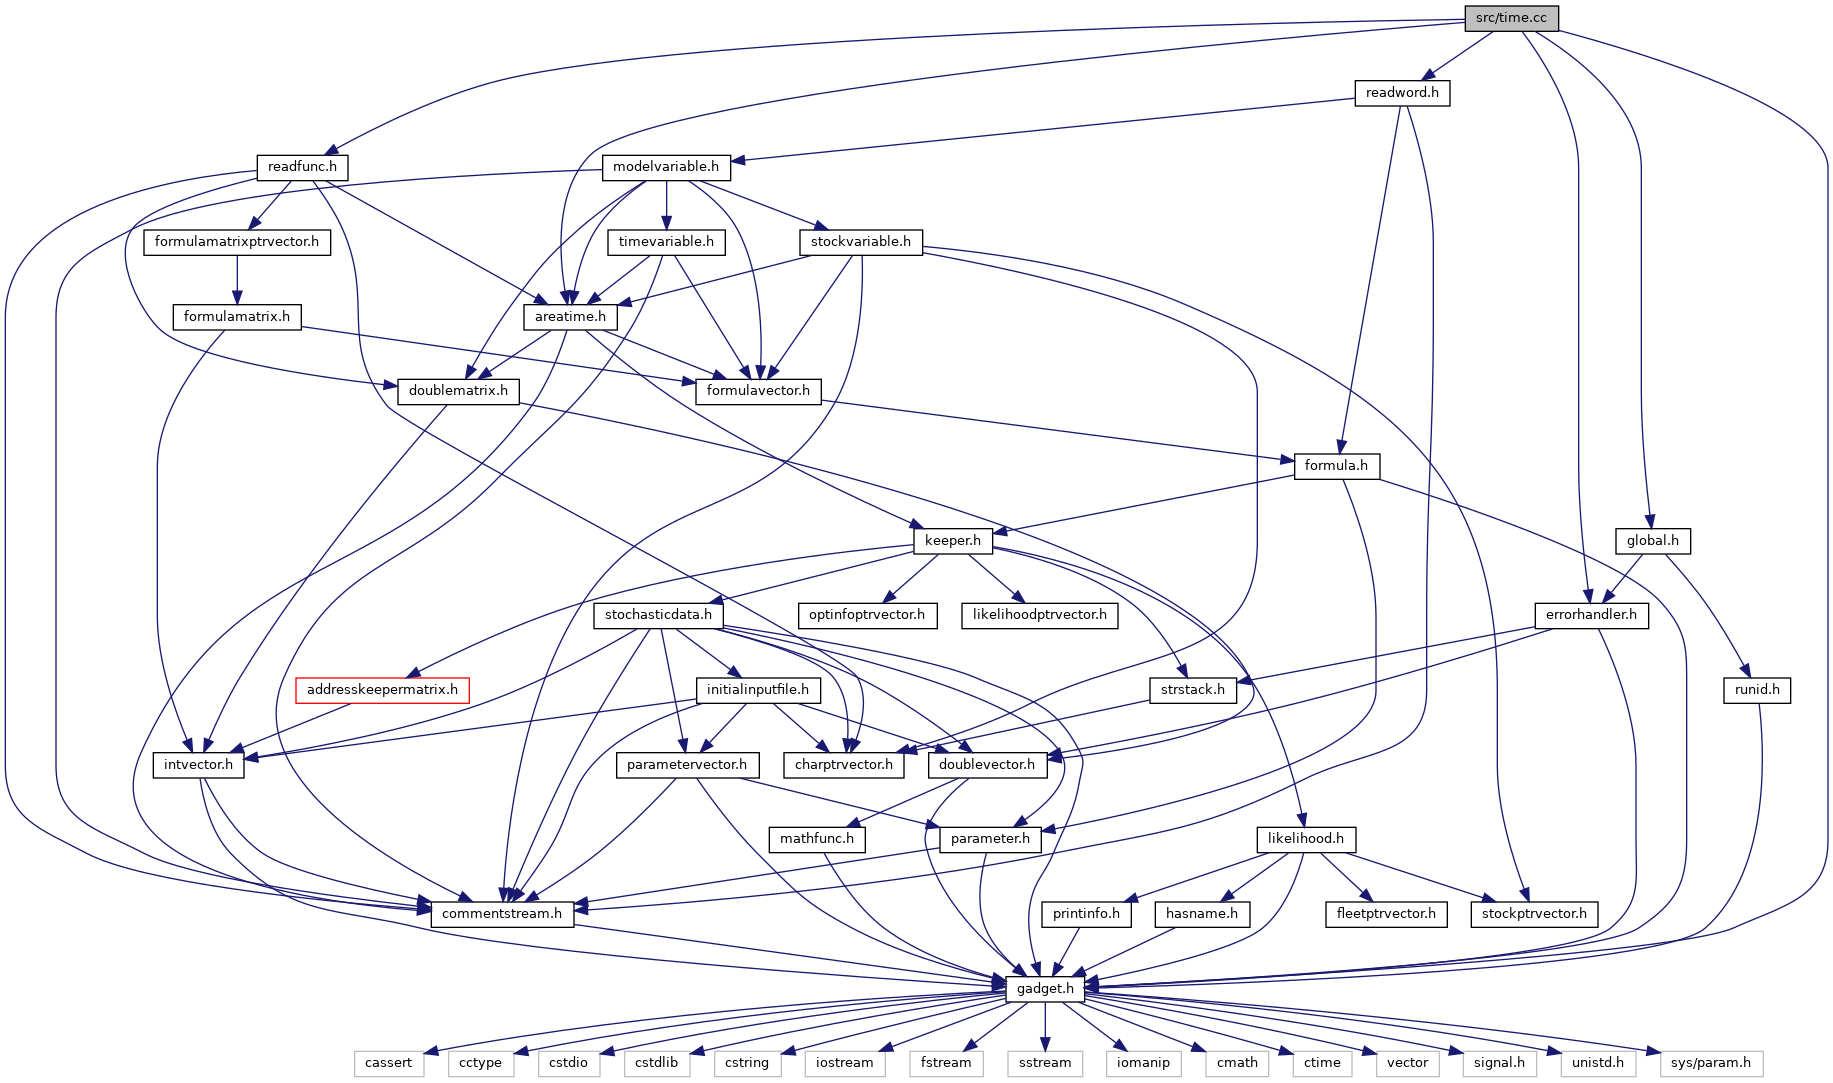 src/time.cc
readword.h
readfunc.h
modelvariable.h
formulamatrixptrvector.h
timevariable.h
stockvariable.h
formulamatrix.h
areatime.h
doublematrix.h
formulavector.h
formula.h
keeper.h
global.h
stochasticdata.h
optinfoptrvector.h
likelihoodptrvector.h
errorhandler.h
addresskeepermatrix.h
initialinputfile.h
strstack.h
runid.h
intvector.h
parametervector.h
charptrvector.h
doublevector.h
mathfunc.h
parameter.h
likelihood.h
commentstream.h
printinfo.h
hasname.h
fleetptrvector.h
stockptrvector.h
gadget.h
cassert
cctype
cstdio
cstdlib
cstring
iostream
fstream
sstream
iomanip
cmath
ctime
vector
signal.h
unistd.h
sys/param.h